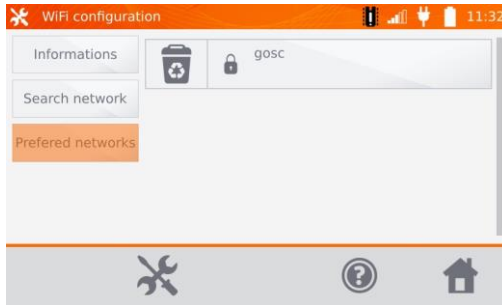 WiFi configuration
11:32
Informations
gosc
Search network
Prefered networks
?